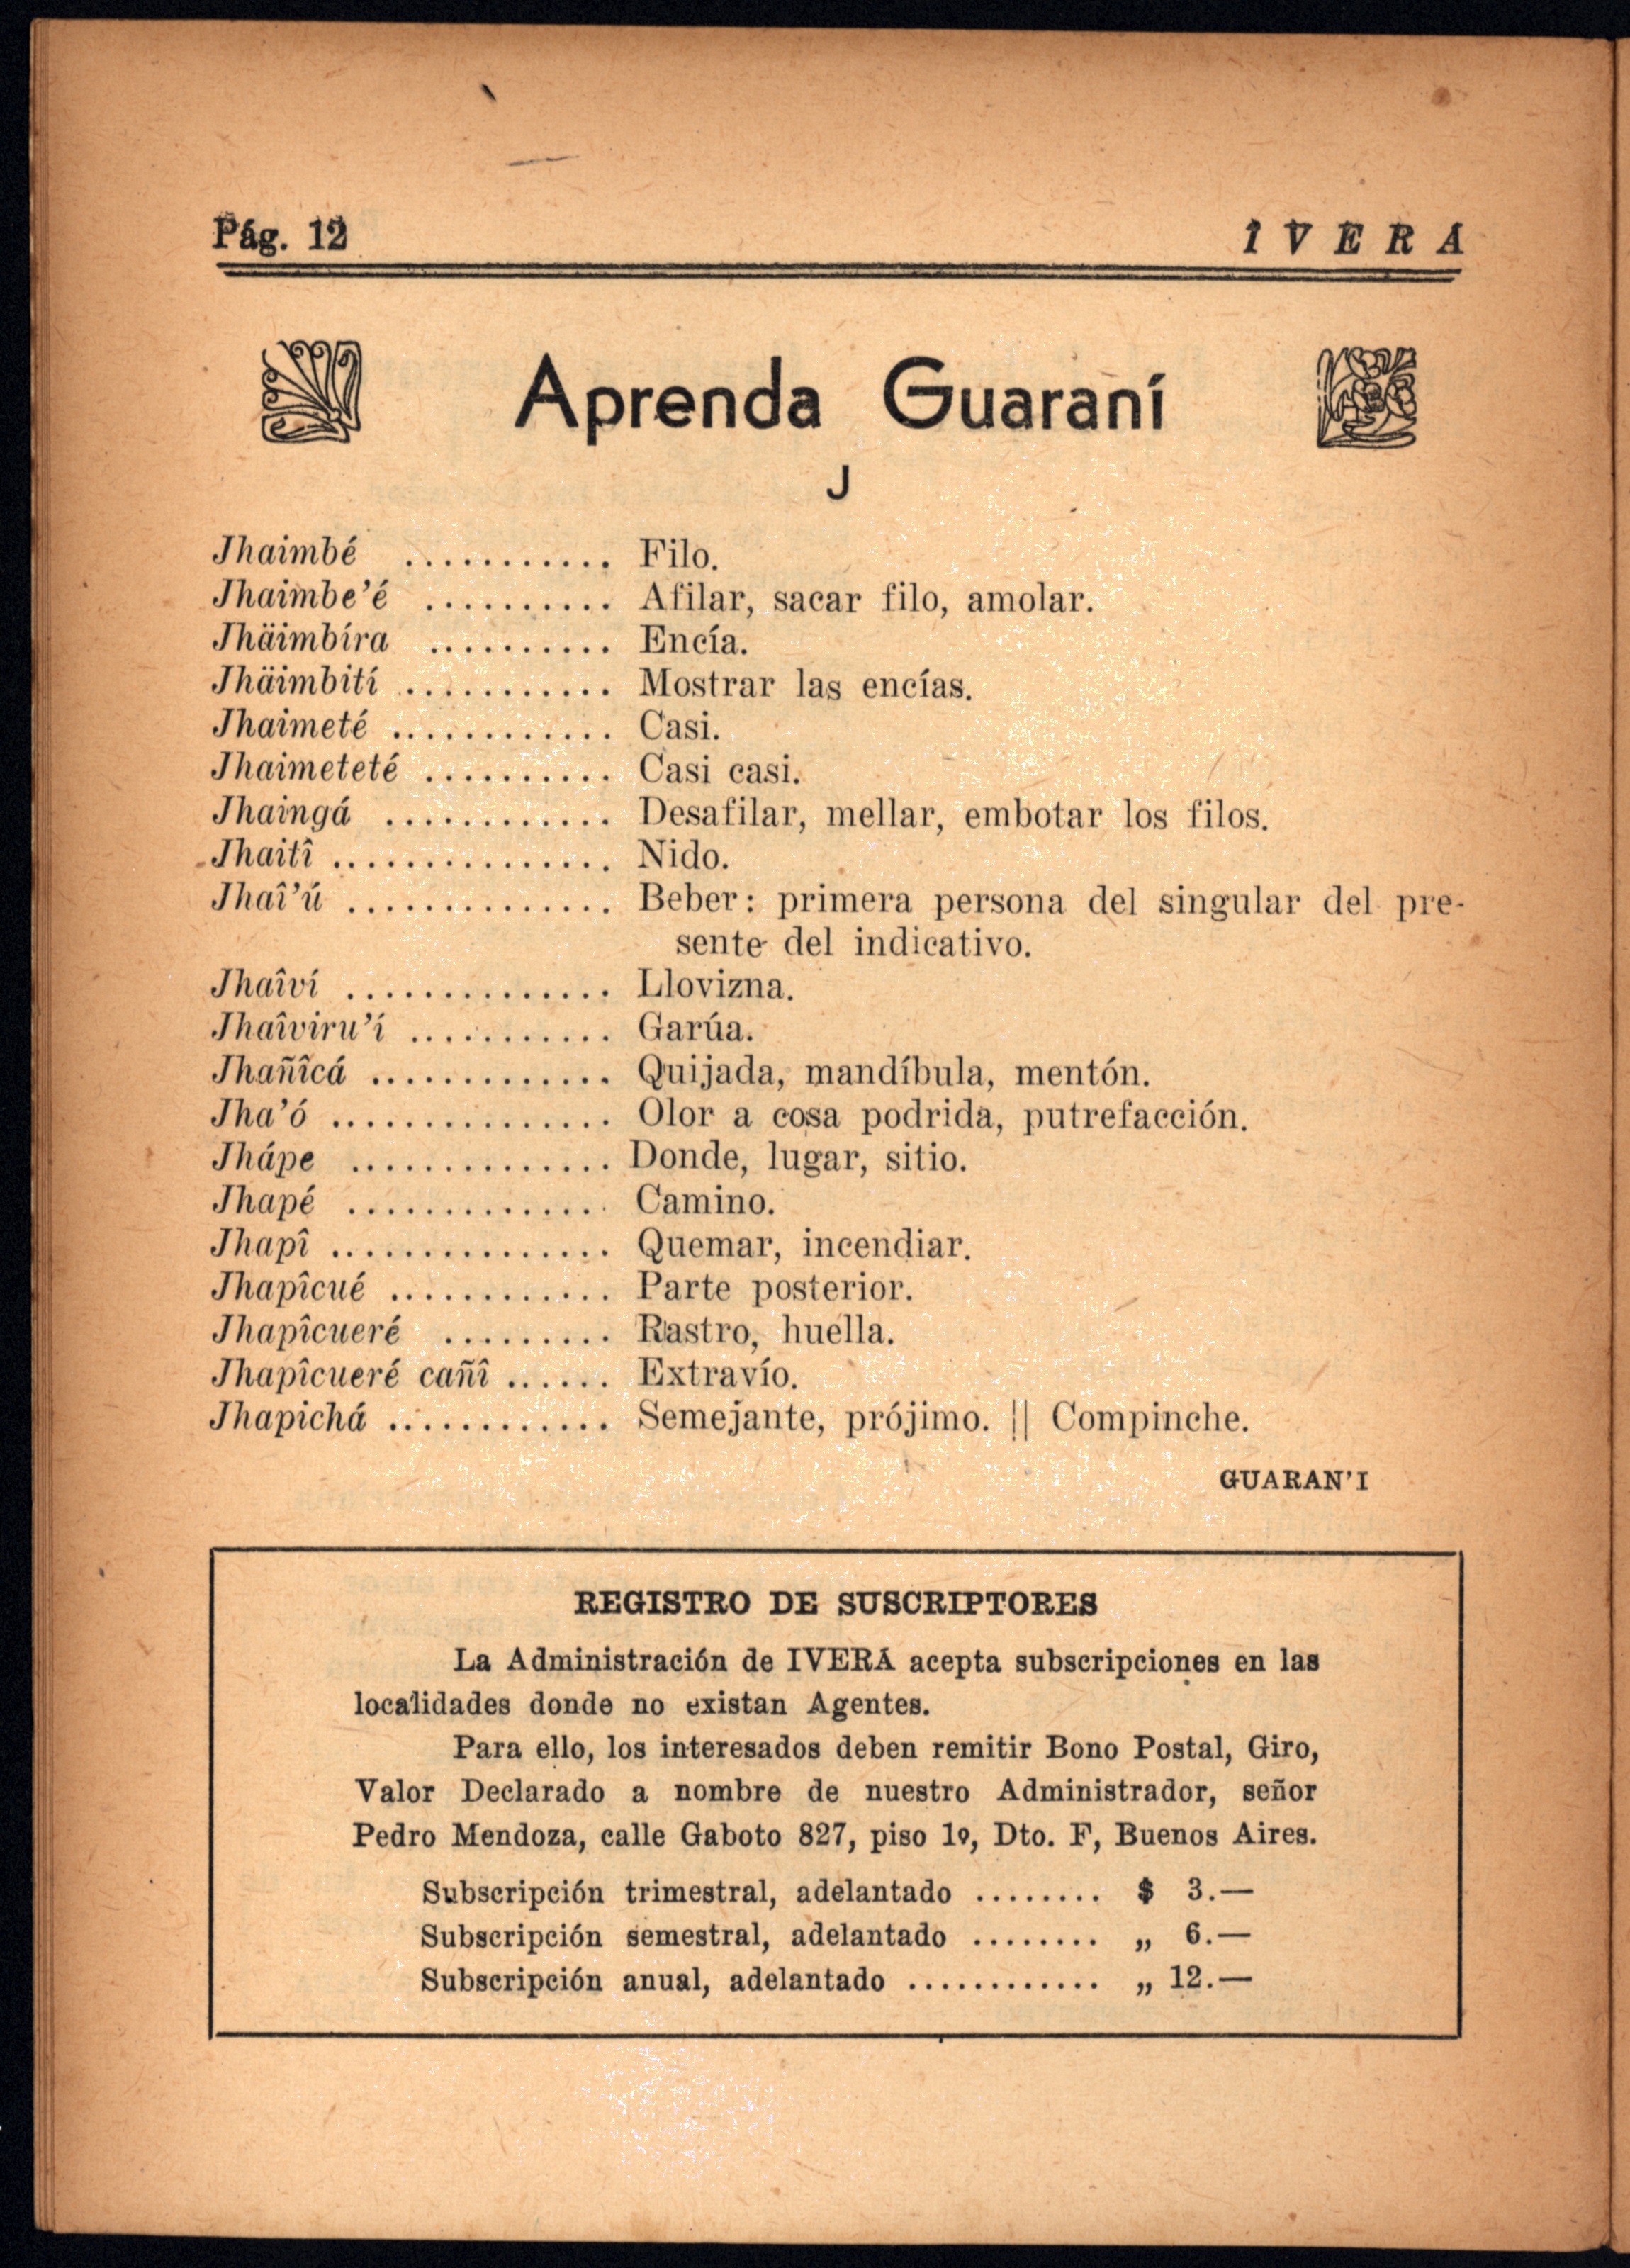 Pág. 12
I V E R A
Aprenda Guaraní
J
Jhaimbé ........... Filo.
Jhaimbe’é .......... Afilar, sacar filo, amolar.
Jhäimbíra .......... Encía.
Jhäimbití ........... Mostrar las encías.
Jhaimeté ............ Casi.
Jhaimeteté .......... Casi casi.
Jhaingá ............ Desafilar, mellar, embotar los filos.
Jhaitî ............... Nido.
Jhaî’ú .............. Beber: primera persona del singular del pre-
sente del indicativo.
Jhaîví .............. Llovizna.
Jhaîviru’í ........... Garúa.
Jhañîcá ............. Quijada, mandíbula, mentón.
Jha’ó ............... Olor a cosa podrida, putrefacción.
Jhápe .............. Donde, lugar, sitio.
Jhapé .............. Camino.
Jhapî ............... Quemar, incendiar.
Jhapîcué ............ Parte posterior.
Jhapîcueré ......... Rastro, huella.
Jhapîcueré cañî ...... Extravío.
Jhapichá ............ Semejante, prójimo. || Compinche.
GUARAN’I
REGISTRO DE SUSCRIPTORES
La Administración de IVERÁ acepta subscripciones en las
localidades donde no existan Agentes.
Para ello, los interesados deben remitir Bono Postal, Giro,
Valor Declarado a nombre de nuestro Administrador, señor
Pedro Mendoza, calle Gaboto 827, piso 1º, Dto. F, Buenos Aires.
Subscripción trimestral, adelantado ........ $ 3.—
Subscripción semestral, adelantado ........ „ 6.—
Subscripción anual, adelantado ............ „ 12.—